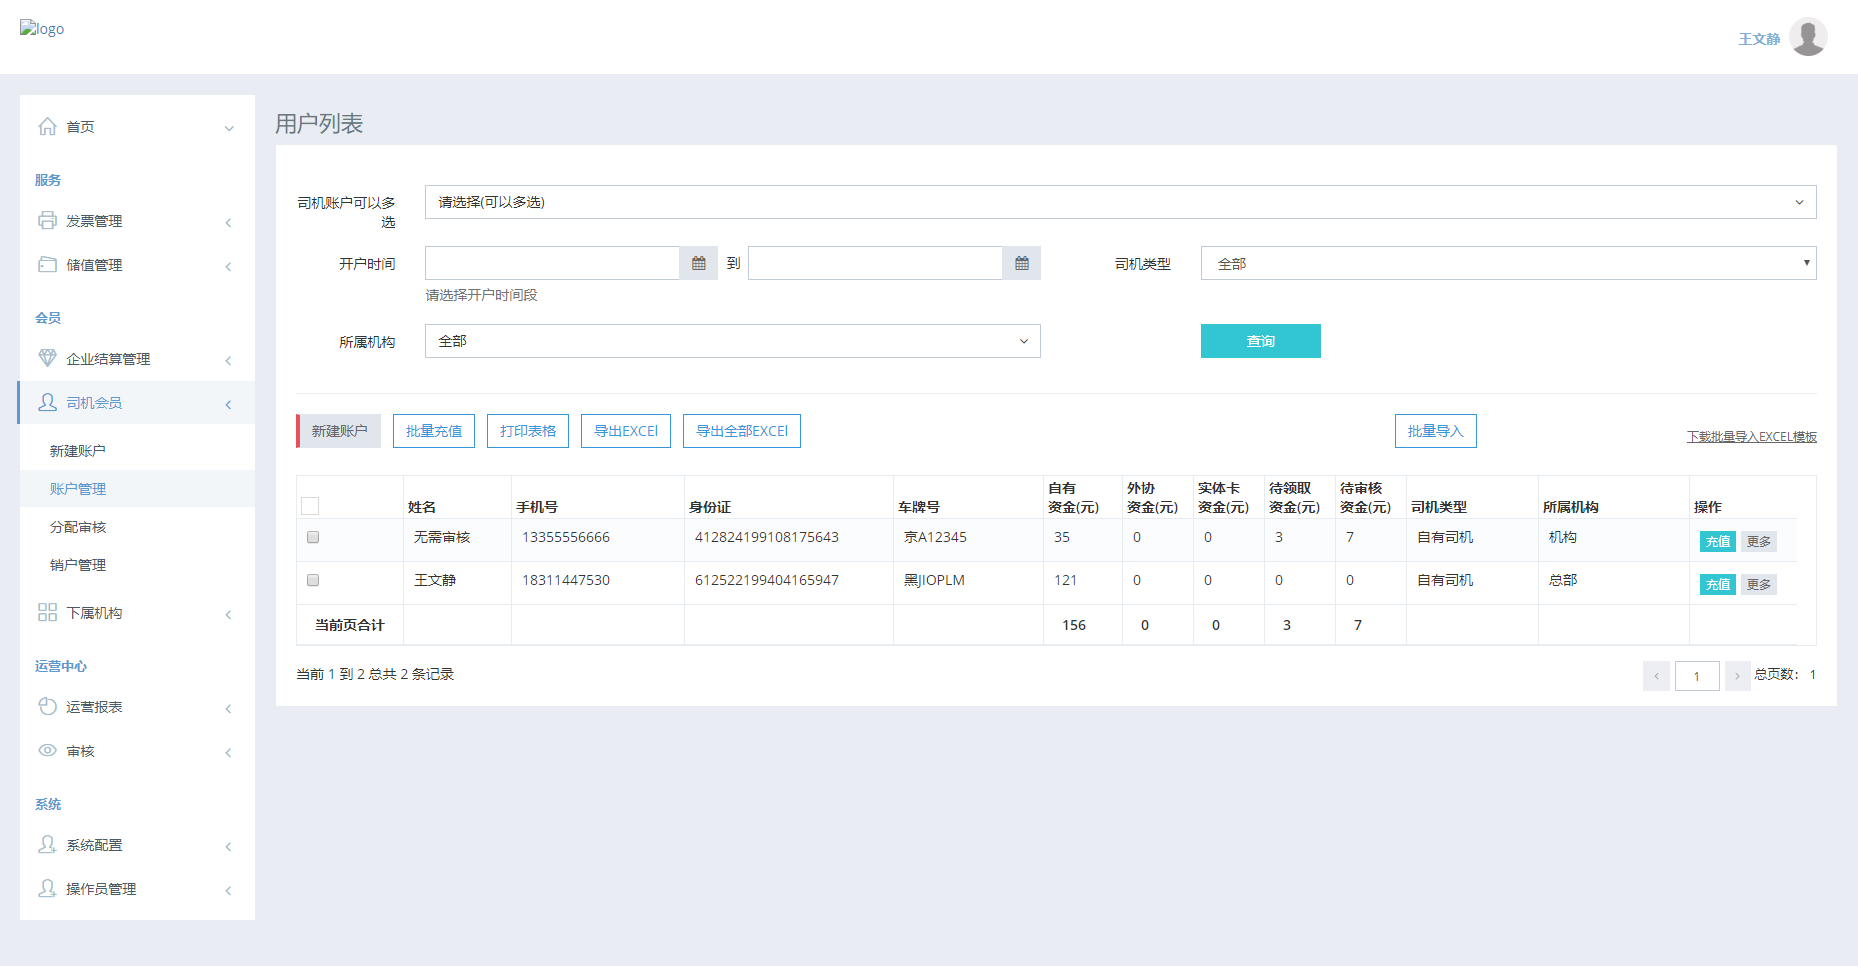 logo
王文静
首页
服务
发票管理
储值管理
会员
企业结算管理
司机会员
新建账户
账户管理
分配审核
销户管理
下属机构
运营中心
运营报表
审核
系统
系统配置
操作员管理
用户列表
司机账户可以多
选
请选择(可以多选)
开户时间
到
司机类型
全部
请选择开户时间段
所属机构
全部
查询
新建账户
批量充值
打印表格
导出EXCEl
导出全部EXCEl
批量导入
下载批量导入EXCEL模板
姓名 手机号 身份证 车牌号 自有 资金(元) 外协 资金(元) 实体卡 资金(元) 待领取 资金(元) 待审核 资金(元) 司机类型 所属机构 操作
无需审核 13355556666 412824199108175643 京A12345 35 0 0 3 7 自有司机 机构 充值 更多
王文静 18311447530 612522199404165947 黑JIOPLM 121 0 0 0 0 自有司机 总部 充值 更多
当前页合计 156 0 0 3 7
当前 1 到 2 总共 2 条记录
1
总页数： 1